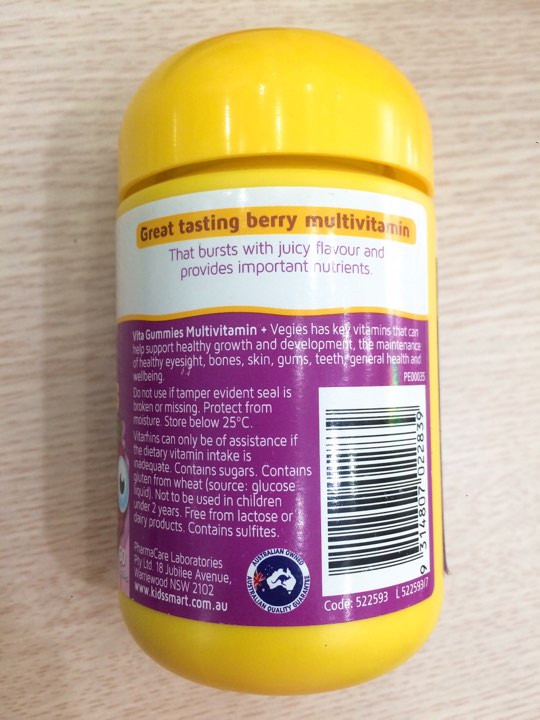 Great tasting berry multivitamin
That bursts with juicy flavour and
provides important nutrients.
Vita Gummies Multivitamin + Vegies has key vitamins that can
help support healthy growth and development, the maintenance
of healthy eyesight, bones, skin, gums, teeth, general health and
wellbeing.
PE00035
Do not use if tamper evident seal is
broken or missing. Protect from
moisture. Store below 25°C.
Vitamins can only be of assistance if
the dietary vitamin intake is
inadequate. Contains sugars. Contains
gluten from wheat (source: glucose
liquid). Not to be used in children
under 2 years. Free from lactose or
dairy products. Contains sulfites.
PharmaCare Laboratories
Pty Ltd. 18 Jubilee Avenue,
Warriewood NSW 2102
www.kidssmart.com.au
AUSTRALIAN OWNED
AUSTRALIAN QUALITY GUARANTEE
9 314807 022839
Code: 522593 L 522593/7